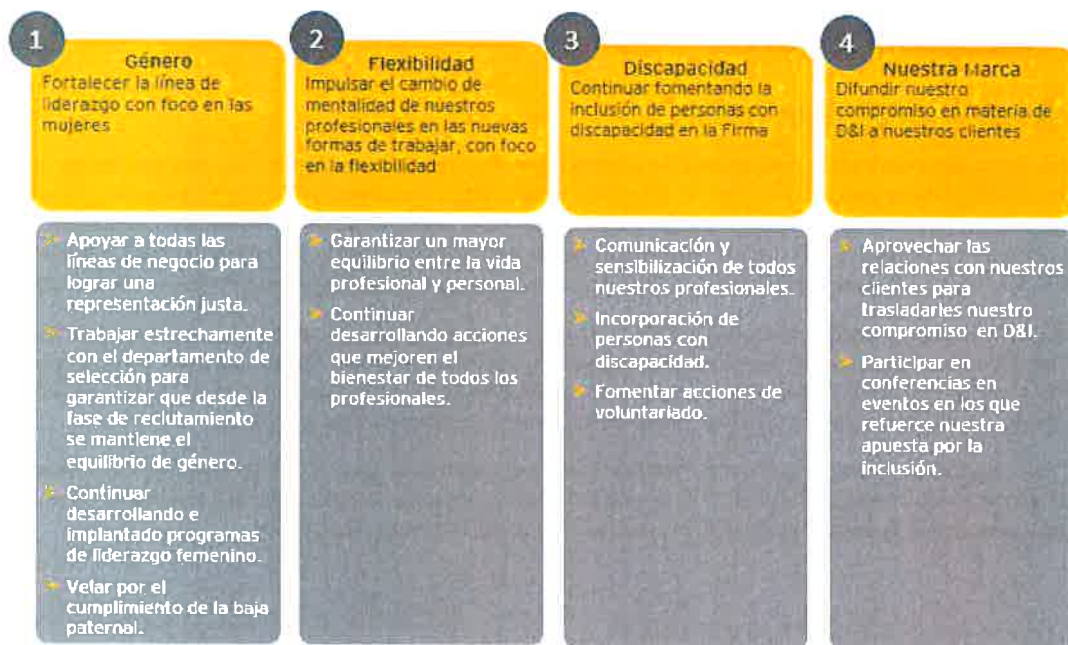 1
Género
Fortalecer la línea de
liderazgo con foco en las
mujeres
Apoyar a todas las
líneas de negocio para
lograr una
representación justa.
Trabajar estrechamente
con el departamento de
selección para
garantizar que desde la
fase de reclutamiento
se mantiene el
equilibrio de género.
Continuar
desarrollando e
implantado programas
de liderazgo femenino.
Velar por el
cumplimiento de la baja
paternal.
2
Flexibilidad
Impulsar el cambio de
mentalidad de nuestros
profesionales en las nuevas
formas de trabajar, con foco
en la flexibilidad
Garantizar un mayor
equilibrio entre la vida
profesional y personal.
Continuar
desarrollando acciones
que mejoren el
bienestar de todos los
profesionales.
3
Discapacidad
Continuar fomentando la
inclusión de personas con
discapacidad en la Firma
Comunicación y
sensibilización de todos
nuestros profesionales.
Incorporación de
personas con
discapacidad.
Fomentar acciones de
voluntariado.
4
Nuestra Marca
Difundir nuestro
compromiso en materia de
D&I a nuestros clientes
Aprovechar las
relaciones con nuestros
clientes para
trasladarles nuestro
compromiso en D&I.
Participar en
conferencias en
eventos en los que
refuerce nuestra
apuesta por la
inclusión.